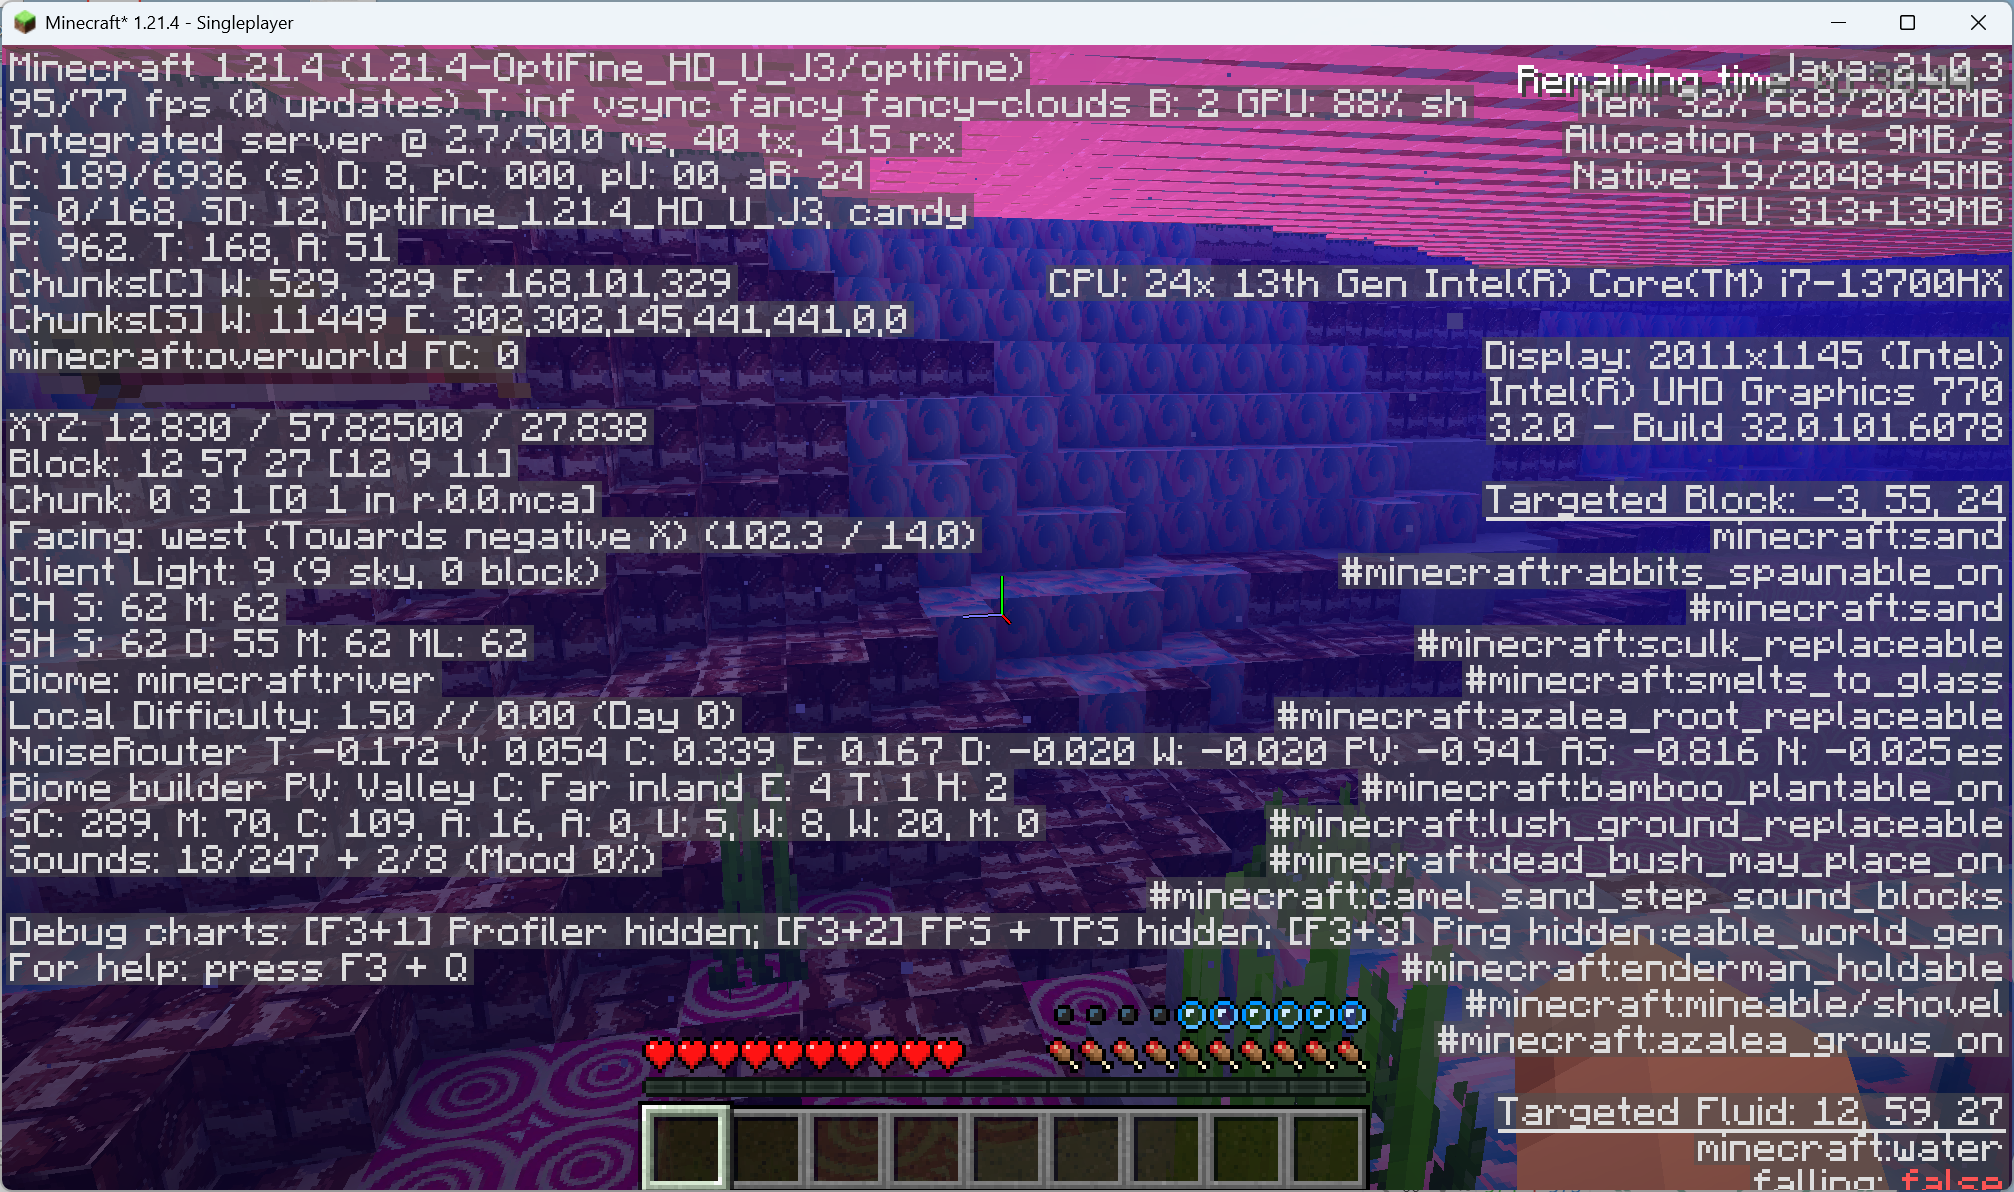 Minecraft* 1.21.4 - Singleplayer
Minecraft 1.21.4 (1.21.4-OptiFine_HD_U_J3/optifine)
95/77 fps (0 updates) T: inf vsync fancy fancy-clouds B: 2 GPU: 88% sh
Integrated server @ 2.7/50.0 ms, 40 tx, 415 rx
C: 189/6936 (s) D: 8, pC: 000, pU: 00, aB: 24
E: 0/168, SD: 12, OptiFine_1.21.4_HD_U_J3, candy
P: 962. T: 168, A: 51
Chunks[C] W: 529, 329 E: 168,101,329
Chunks[S] W: 11449 E: 302,302,145,441,441,0,0
minecraft:overworld FC: 0
XYZ: 12.830 / 57.82500 / 27.838
Block: 12 57 27 [12 9 11]
Chunk: 0 3 1 [0 1 in r.0.0.mca]
Facing: west (Towards negative X) (102.3 / 14.0)
Client Light: 9 (9 sky, 0 block)
CH S: 62 M: 62
SH S: 62 O: 55 M: 62 ML: 62
Biome: minecraft:river
Local Difficulty: 1.50 // 0.00 (Day 0)
NoiseRouter T: -0.172 V: 0.054 C: 0.339 E: 0.167 D: -0.020 W: -0.020 PV: -0.941 AS: -0.816 N: -0.025
Biome builder PV: Valley C: Far inland E: 4 T: 1 H: 2
SC: 289, M: 70, C: 109, A: 16, A: 0, U: 5, W: 8, W: 20, M: 0
Sounds: 18/247 + 2/8 (Mood 0%)
Debug charts: [F3+1] Profiler hidden; [F3+2] FPS + TPS hidden; [F3+3] Ping hidden
For help: press F3 + Q
Remaining time
Java: 21.0.3
Mem: 32% 668/2048MB
Allocation rate: 9MB/s
Native: 19/2048+45MB
GPU: 313+139MB
CPU: 24x 13th Gen Intel(R) Core(TM) i7-13700HX
Display: 2011x1145 (Intel)
Intel(R) UHD Graphics 770
3.2.0 - Build 32.0.101.6078
Targeted Block: -3, 55, 24
minecraft:sand
#minecraft:rabbits_spawnable_on
#minecraft:sand
#minecraft:sculk_replaceable
#minecraft:smelts_to_glass
#minecraft:azalea_root_replaceable
es
#minecraft:bamboo_plantable_on
#minecraft:lush_ground_replaceable
#minecraft:dead_bush_may_place_on
#minecraft:camel_sand_step_sound_blocks
eable_world_gen
#minecraft:enderman_holdable
#minecraft:mineable/shovel
#minecraft:azalea_grows_on
Targeted Fluid: 12, 59, 27
minecraft:water
falling: false